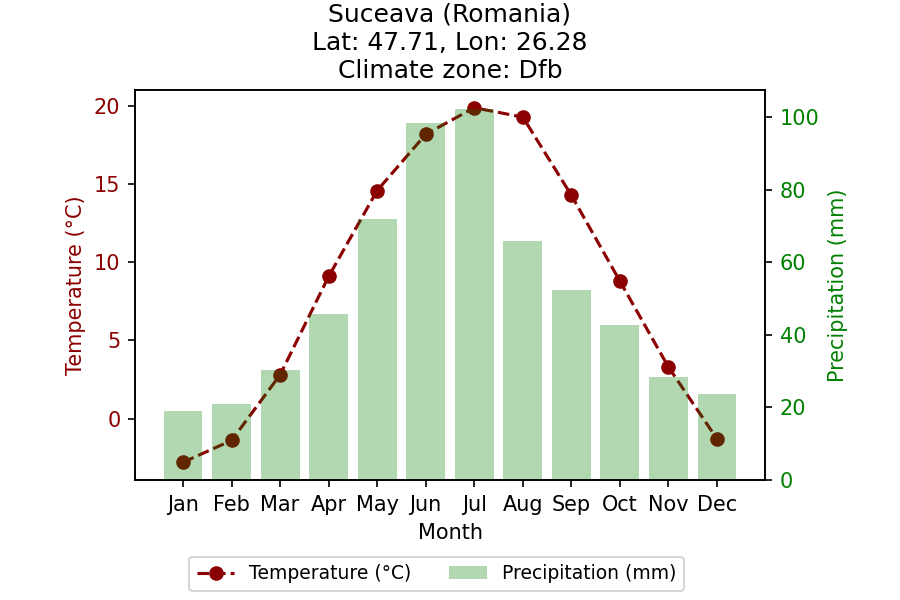 Suceava (Romania)
Lat: 47.71, Lon: 26.28
Climate zone: Dfb
20
15
10
5
0
Temperature (°C)
100
80
60
40
20
0
Precipitation (mm)
Jan Feb Mar Apr May Jun Jul Aug Sep Oct Nov Dec
Month
Temperature (°C) Precipitation (mm)